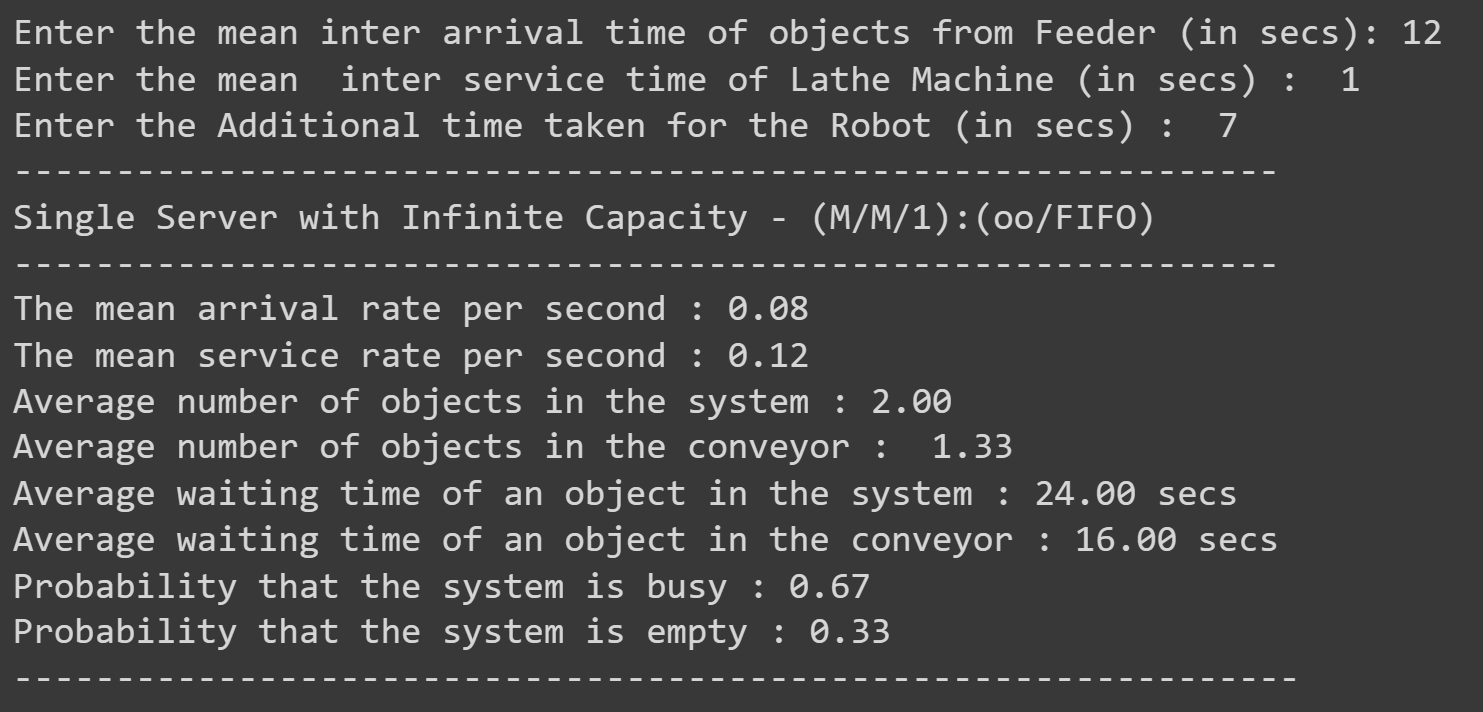 Enter the mean inter arrival time of objects from Feeder (in secs): 12
Enter the mean  inter service time of Lathe Machine (in secs) :  1
Enter the Additional time taken for the Robot (in secs) :  7
--------------------------------------------------------------
Single Server with Infinite Capacity - (M/M/1):(oo/FIFO)
--------------------------------------------------------------
The mean arrival rate per second : 0.08
The mean service rate per second : 0.12
Average number of objects in the system : 2.00
Average number of objects in the conveyor :  1.33
Average waiting time of an object in the system : 24.00 secs
Average waiting time of an object in the conveyor : 16.00 secs
Probability that the system is busy : 0.67
Probability that the system is empty : 0.33
---------------------------------------------------------------